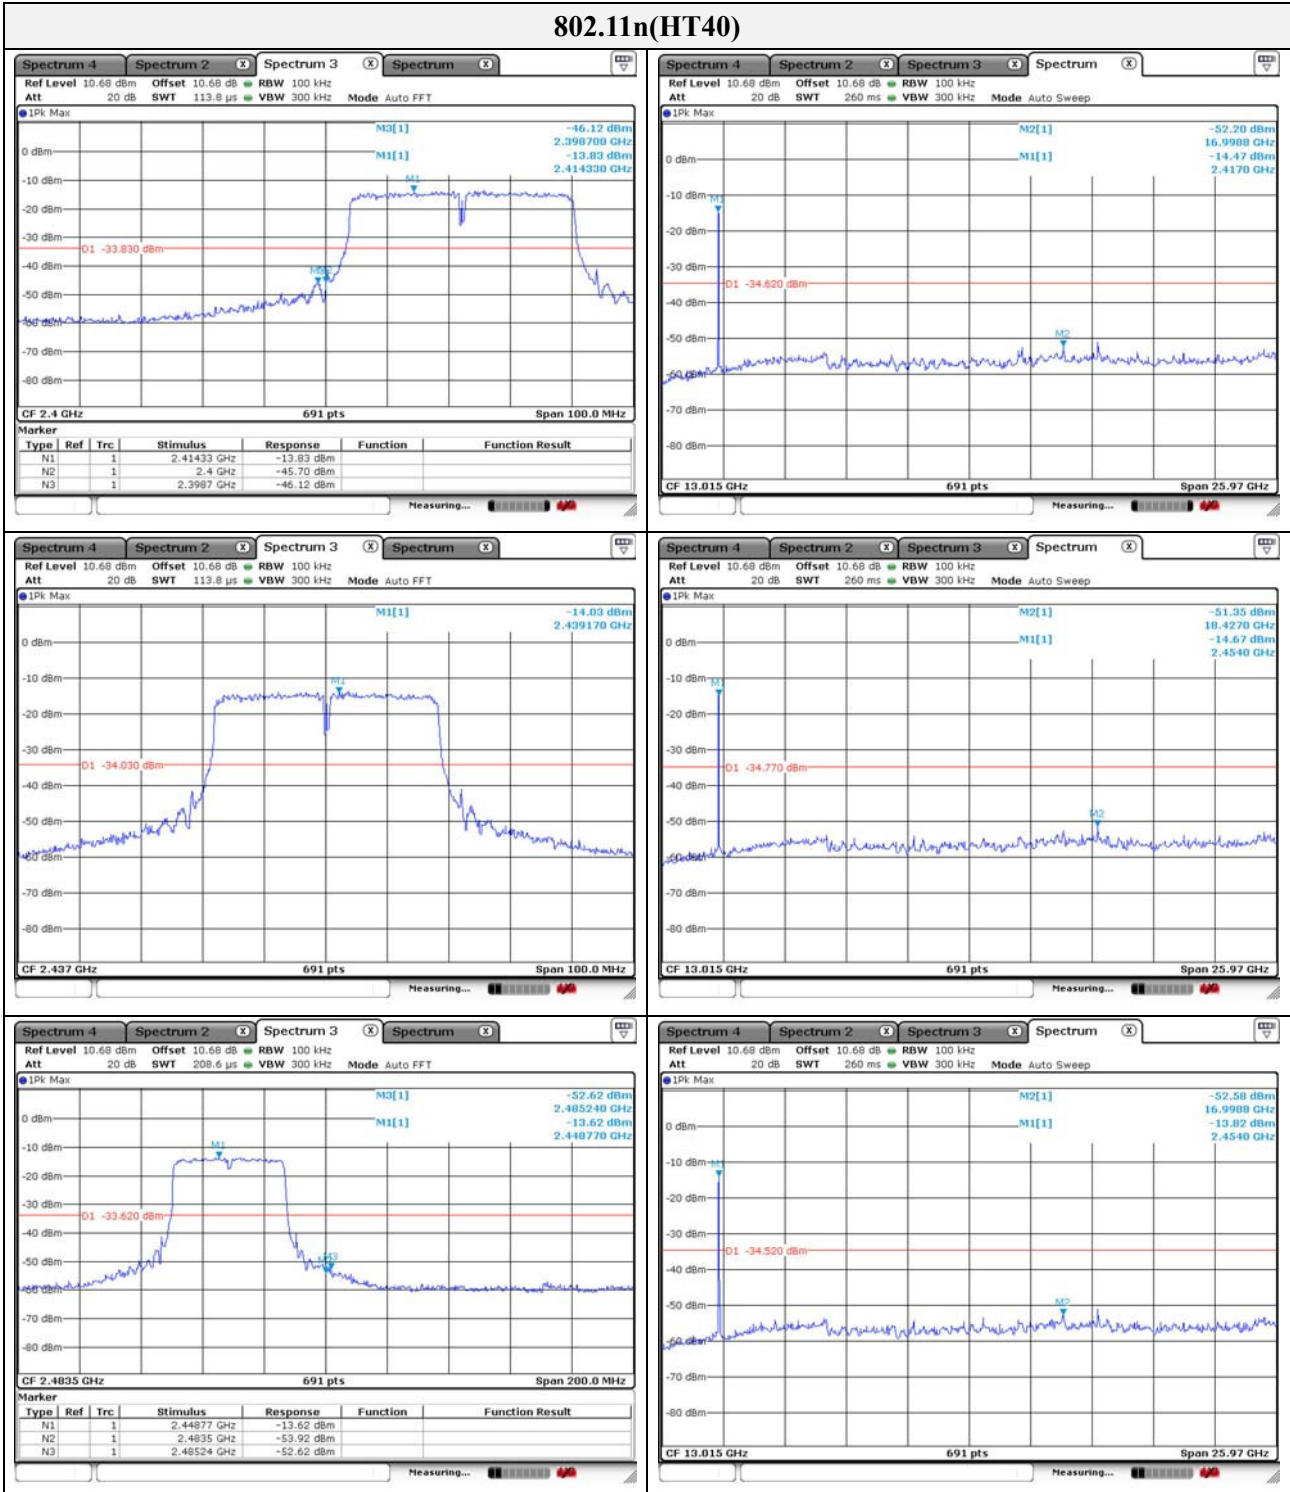 802.11n(HT40)
Spectrum 4 Spectrum 2 X Spectrum 3 X Spectrum X
Ref Level 10.68 dBm Offset 10.68 dB RBW 100 kHz
Att 20 dB SWT 113.8 µs VBW 300 kHz Mode Auto FFT
1Pk Max
M3[1] -46.12 dBm
2.398700 GHz
M1[1] -13.83 dBm
2.414330 GHz
0 dBm
M1
-10 dBm
-20 dBm
-30 dBm
D1 -33.830 dBm
-40 dBm
-50 dBm
-60 dBm
-70 dBm
-80 dBm
CF 2.4 GHz 691 pts Span 100.0 MHz
Marker
Type Ref Trc Stimulus Response Function Function Result
N1 1 2.41433 GHz -13.83 dBm
N2 1 2.4 GHz -45.70 dBm
N3 1 2.3987 GHz -46.12 dBm
Measuring...
Spectrum 4 Spectrum 2 X Spectrum 3 X Spectrum X
Ref Level 10.68 dBm Offset 10.68 dB RBW 100 kHz
Att 20 dB SWT 260 ms VBW 300 kHz Mode Auto Sweep
1Pk Max
M2[1] -52.20 dBm
16.9900 GHz
M1[1] -14.47 dBm
2.4170 GHz
0 dBm
-10 dBm
M1
-20 dBm
-30 dBm
D1 -34.620 dBm
-40 dBm
-50 dBm
M2
-60 dBm
-70 dBm
-80 dBm
CF 13.015 GHz 691 pts Span 25.97 GHz
Measuring...
Spectrum 4 Spectrum 2 X Spectrum 3 X Spectrum X
Ref Level 10.68 dBm Offset 10.68 dB RBW 100 kHz
Att 20 dB SWT 113.8 µs VBW 300 kHz Mode Auto FFT
1Pk Max
M1[1] -14.03 dBm
2.439170 GHz
0 dBm
-10 dBm
M1
-20 dBm
-30 dBm
D1 -34.030 dBm
-40 dBm
-50 dBm
-60 dBm
-70 dBm
-80 dBm
CF 2.437 GHz 691 pts Span 100.0 MHz
Measuring...
Spectrum 4 Spectrum 2 X Spectrum 3 X Spectrum X
Ref Level 10.68 dBm Offset 10.68 dB RBW 100 kHz
Att 20 dB SWT 260 ms VBW 300 kHz Mode Auto Sweep
1Pk Max
M2[1] -51.35 dBm
18.4270 GHz
M1[1] -14.67 dBm
2.4540 GHz
0 dBm
-10 dBm
M1
-20 dBm
-30 dBm
D1 -34.770 dBm
-40 dBm
-50 dBm
M2
-60 dBm
-70 dBm
-80 dBm
CF 13.015 GHz 691 pts Span 25.97 GHz
Measuring...
Spectrum 4 Spectrum 2 X Spectrum 3 X Spectrum X
Ref Level 10.68 dBm Offset 10.68 dB RBW 100 kHz
Att 20 dB SWT 208.6 µs VBW 300 kHz Mode Auto FFT
1Pk Max
M3[1] -52.62 dBm
2.485240 GHz
M1[1] -13.62 dBm
2.448770 GHz
0 dBm
-10 dBm
M1
-20 dBm
-30 dBm
D1 -33.620 dBm
-40 dBm
-50 dBm
M3
-60 dBm
-70 dBm
-80 dBm
CF 2.4835 GHz 691 pts Span 200.0 MHz
Marker
Type Ref Trc Stimulus Response Function Function Result
N1 1 2.44877 GHz -13.62 dBm
N2 1 2.4835 GHz -53.92 dBm
N3 1 2.48524 GHz -52.62 dBm
Measuring...
Spectrum 4 Spectrum 2 X Spectrum 3 X Spectrum X
Ref Level 10.68 dBm Offset 10.68 dB RBW 100 kHz
Att 20 dB SWT 260 ms VBW 300 kHz Mode Auto Sweep
1Pk Max
M2[1] -52.58 dBm
16.9900 GHz
M1[1] -13.82 dBm
2.4540 GHz
0 dBm
-10 dBm
M1
-20 dBm
-30 dBm
D1 -34.520 dBm
-40 dBm
-50 dBm
M2
-60 dBm
-70 dBm
-80 dBm
CF 13.015 GHz 691 pts Span 25.97 GHz
Measuring...